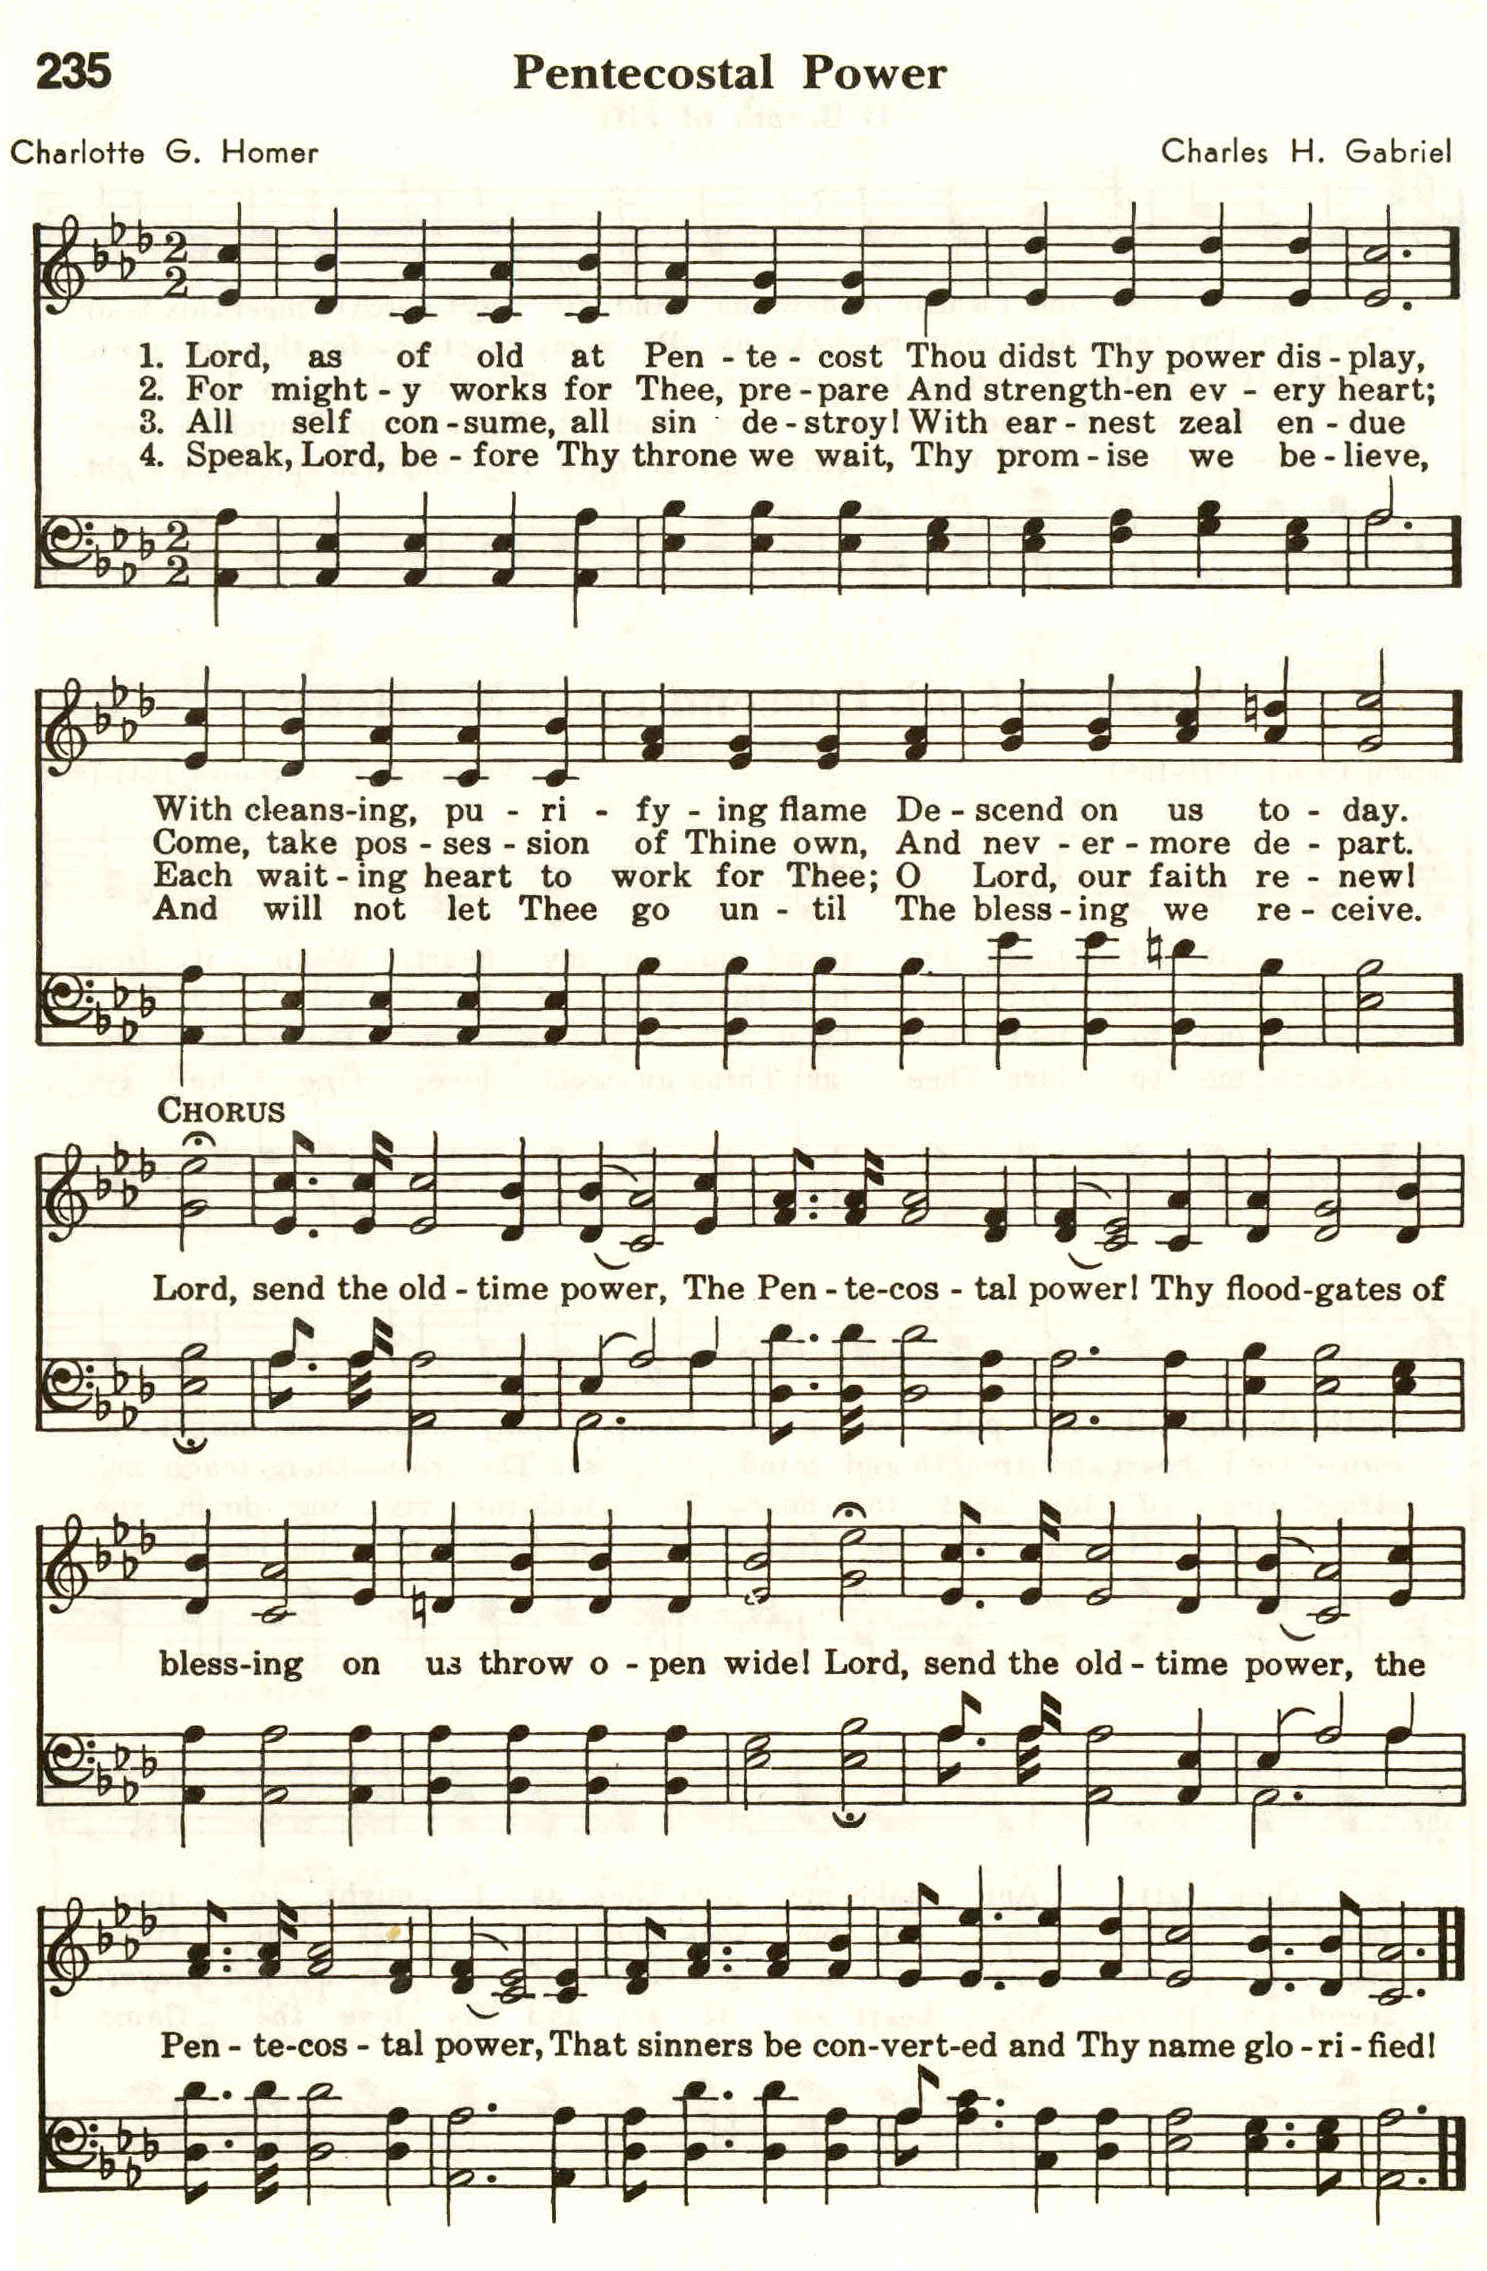 235
Pentecostal Power
Charlotte G. Homer
Charles H. Gabriel
1. Lord, as of old at Pen - te - cost Thou didst Thy power dis - play,
2. For might - y works for Thee, pre - pare And strength-en ev - ery heart;
3. All self con - sume, all sin de - stroy! With ear - nest zeal en - due
4. Speak, Lord, be - fore Thy throne we wait, Thy prom - ise we be - lieve,
With cleans-ing, pu - ri - fy - ing flame De - scend on us to - day.
Come, take pos - ses - sion of Thine own, And nev - er - more de - part.
Each wait - ing heart to work for Thee; O Lord, our faith re - new!
And will not let Thee go un - til The bless - ing we re - ceive.
CHORUS
Lord, send the old - time power, The Pen - te-cos - tal power! Thy flood-gates of
bless-ing on us throw o - pen wide! Lord, send the old - time power, the
Pen - te-cos - tal power, That sinners be con-vert-ed and Thy name glo - ri - fied!